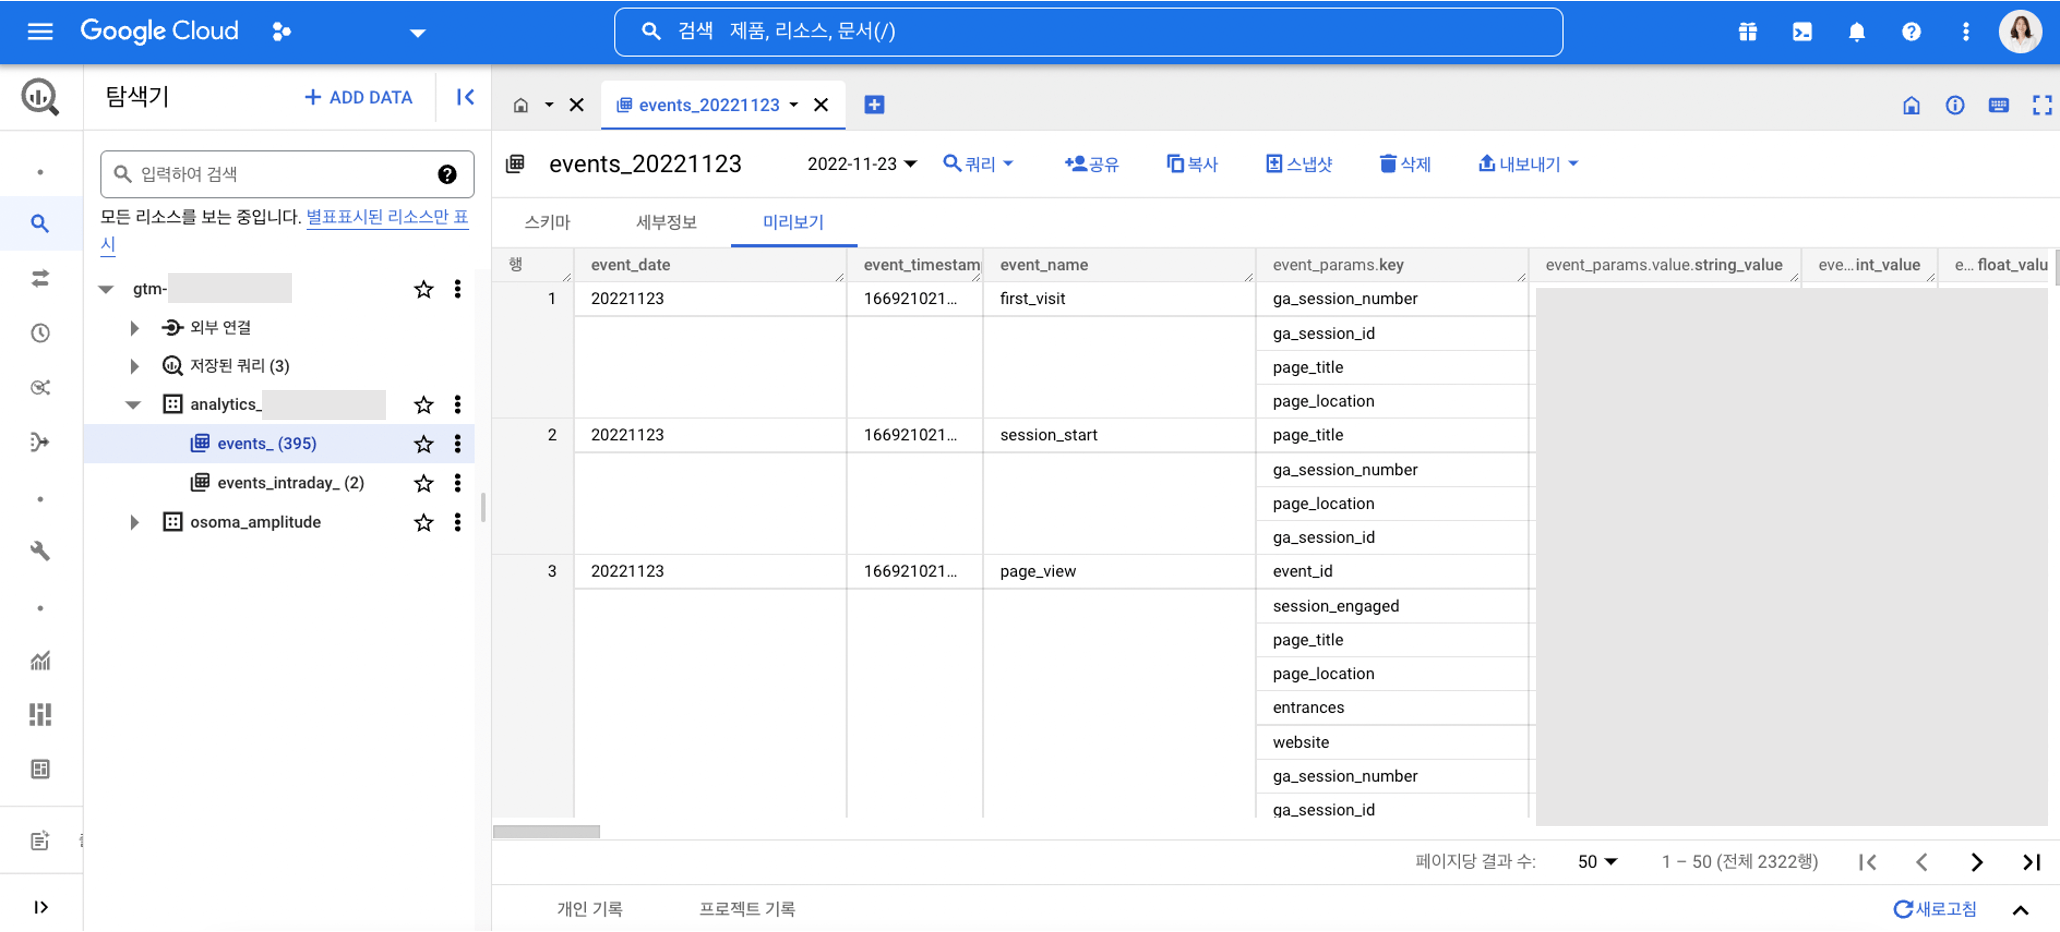 Google Cloud
검색 제품, 리소스, 문서(/)
탐색기
+ ADD DATA
events_20221123
입력하여 검색
모든 리소스를 보는 중입니다. 별표표시된 리소스만 표
시
gtm-
외부 연결
저장된 쿼리 (3)
analytics_
events_ (395)
events_intraday_ (2)
osoma_amplitude
events_20221123
2022-11-23
쿼리
공유
복사
스냅샷
삭제
내보내기
스키마
세부정보
미리보기
행 event_date event_timestam event_name event_params.key event_params.value.string_value eve…int_value e… float_valu
1 20221123 166921021… first_visit ga_session_number
ga_session_id
page_title
page_location
2 20221123 166921021… session_start page_title
ga_session_number
page_location
ga_session_id
3 20221123 166921021… page_view event_id
session_engaged
page_title
page_location
entrances
website
ga_session_number
ga_session_id
페이지당 결과 수: 50 1 – 50 (전체 2322행)
개인 기록
프로젝트 기록
새로고침